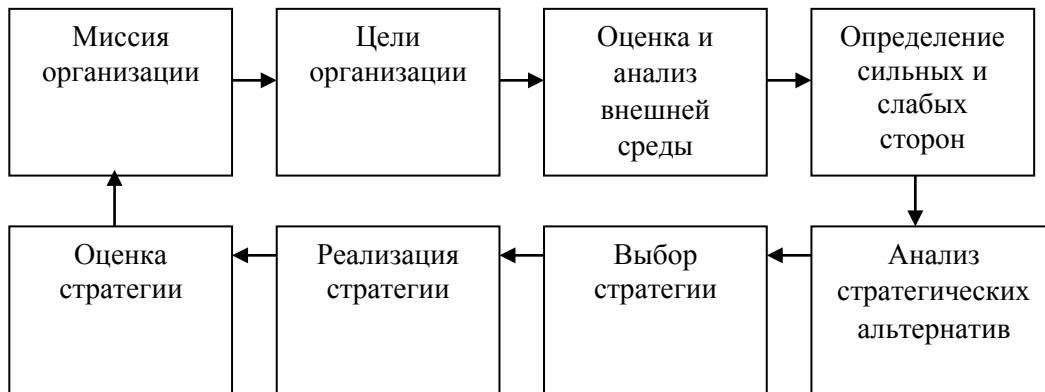 Миссия
организации
Цели
организации
Оценка и
анализ
внешней
среды
Определение
сильных и
слабых
сторон
Оценка
стратегии
Реализация
стратегии
Выбор
стратегии
Анализ
стратегических
альтернатив